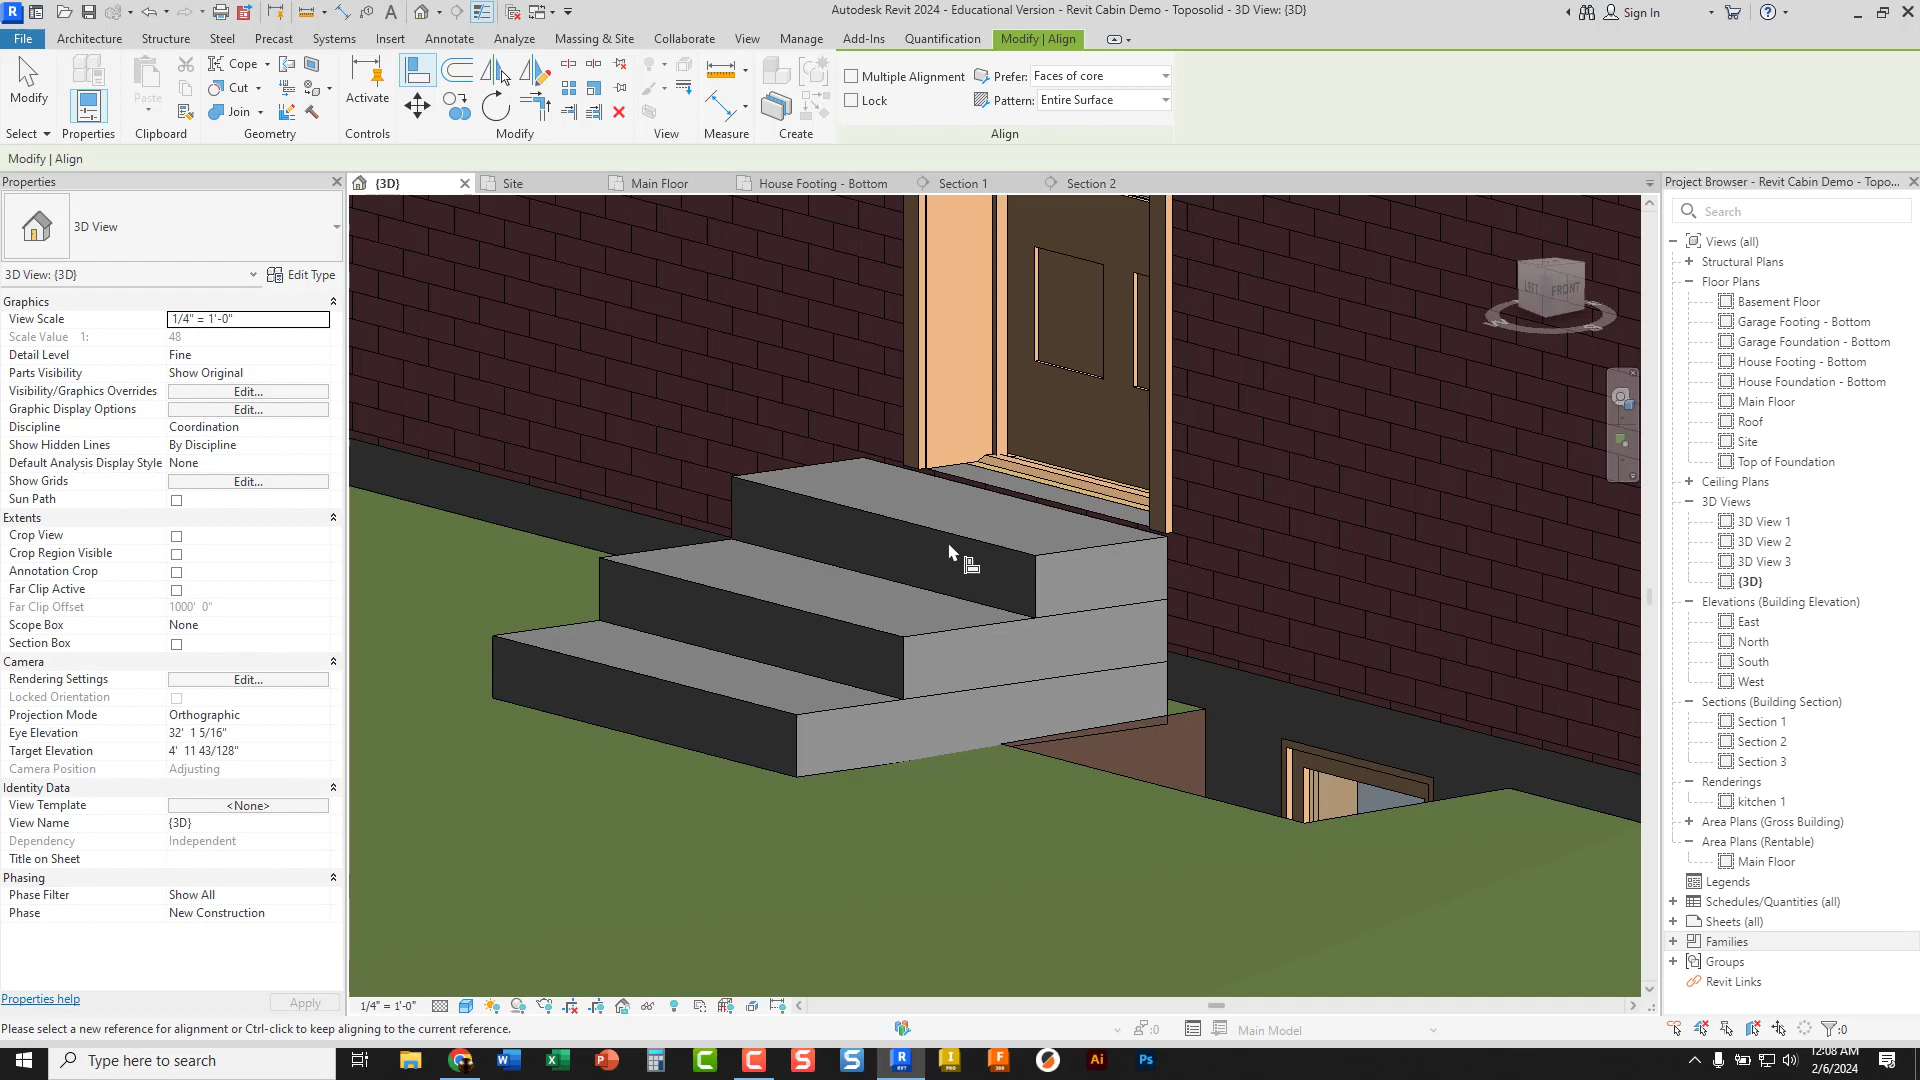 Autodesk Revit 2024 - Educational Version - Revit Cabin Demo - Toposolid - 3D View: {3D}
Sign In
File
Architecture
Structure
Steel
Precast
Systems
Insert
Annotate
Analyze
Massing & Site
Collaborate
View
Manage
Add-Ins
Quantification
Modify | Align
Modify
Paste
Cope
Cut
Join
Activate
Multiple Alignment
Lock
Prefer:
Faces of core
Pattern:
Entire Surface
Select
Properties
Clipboard
Geometry
Controls
Modify
View
Measure
Create
Align
Modify | Align
Properties
{3D}
Site
Main Floor
House Footing - Bottom
Section 1
Section 2
Project Browser - Revit Cabin Demo - Topo...
3D View
3D View: {3D}
Edit Type
Graphics
View Scale
1/4" = 1'-0"
Scale Value 1:
48
Detail Level
Fine
Parts Visibility
Show Original
Visibility/Graphics Overrides
Edit...
Graphic Display Options
Edit...
Discipline
Coordination
Show Hidden Lines
By Discipline
Default Analysis Display Style
None
Show Grids
Edit...
Sun Path
Extents
Crop View
Crop Region Visible
Annotation Crop
Far Clip Active
Far Clip Offset
1000' 0"
Scope Box
None
Section Box
Camera
Rendering Settings
Edit...
Locked Orientation
Projection Mode
Orthographic
Eye Elevation
32' 1 5/16"
Target Elevation
4' 11 43/128"
Camera Position
Adjusting
Identity Data
View Template
<None>
View Name
{3D}
Dependency
Independent
Title on Sheet
Phasing
Phase Filter
Show All
Phase
New Construction
Properties help
Apply
LEFT
FRONT
Search
Views (all)
Structural Plans
Floor Plans
Basement Floor
Garage Footing - Bottom
Garage Foundation - Bottom
House Footing - Bottom
House Foundation - Bottom
Main Floor
Roof
Site
Top of Foundation
Ceiling Plans
3D Views
3D View 1
3D View 2
3D View 3
{3D}
Elevations (Building Elevation)
East
North
South
West
Sections (Building Section)
Section 1
Section 2
Section 3
Renderings
kitchen 1
Area Plans (Gross Building)
Area Plans (Rentable)
Main Floor
Legends
Schedules/Quantities (all)
Sheets (all)
Families
Groups
Revit Links
1/4" = 1'-0"
Please select a new reference for alignment or Ctrl-click to keep aligning to the current reference.
:0
Main Model
:0
Type here to search
12:08 AM
2/6/2024